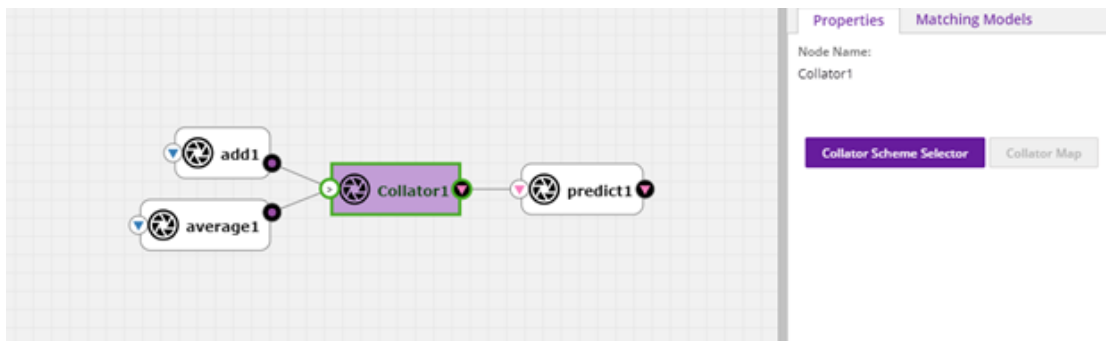 add1
average1
Collator1
predict1
Properties
Matching Models
Node Name:
Collator1
Collator Scheme Selector
Collator Map